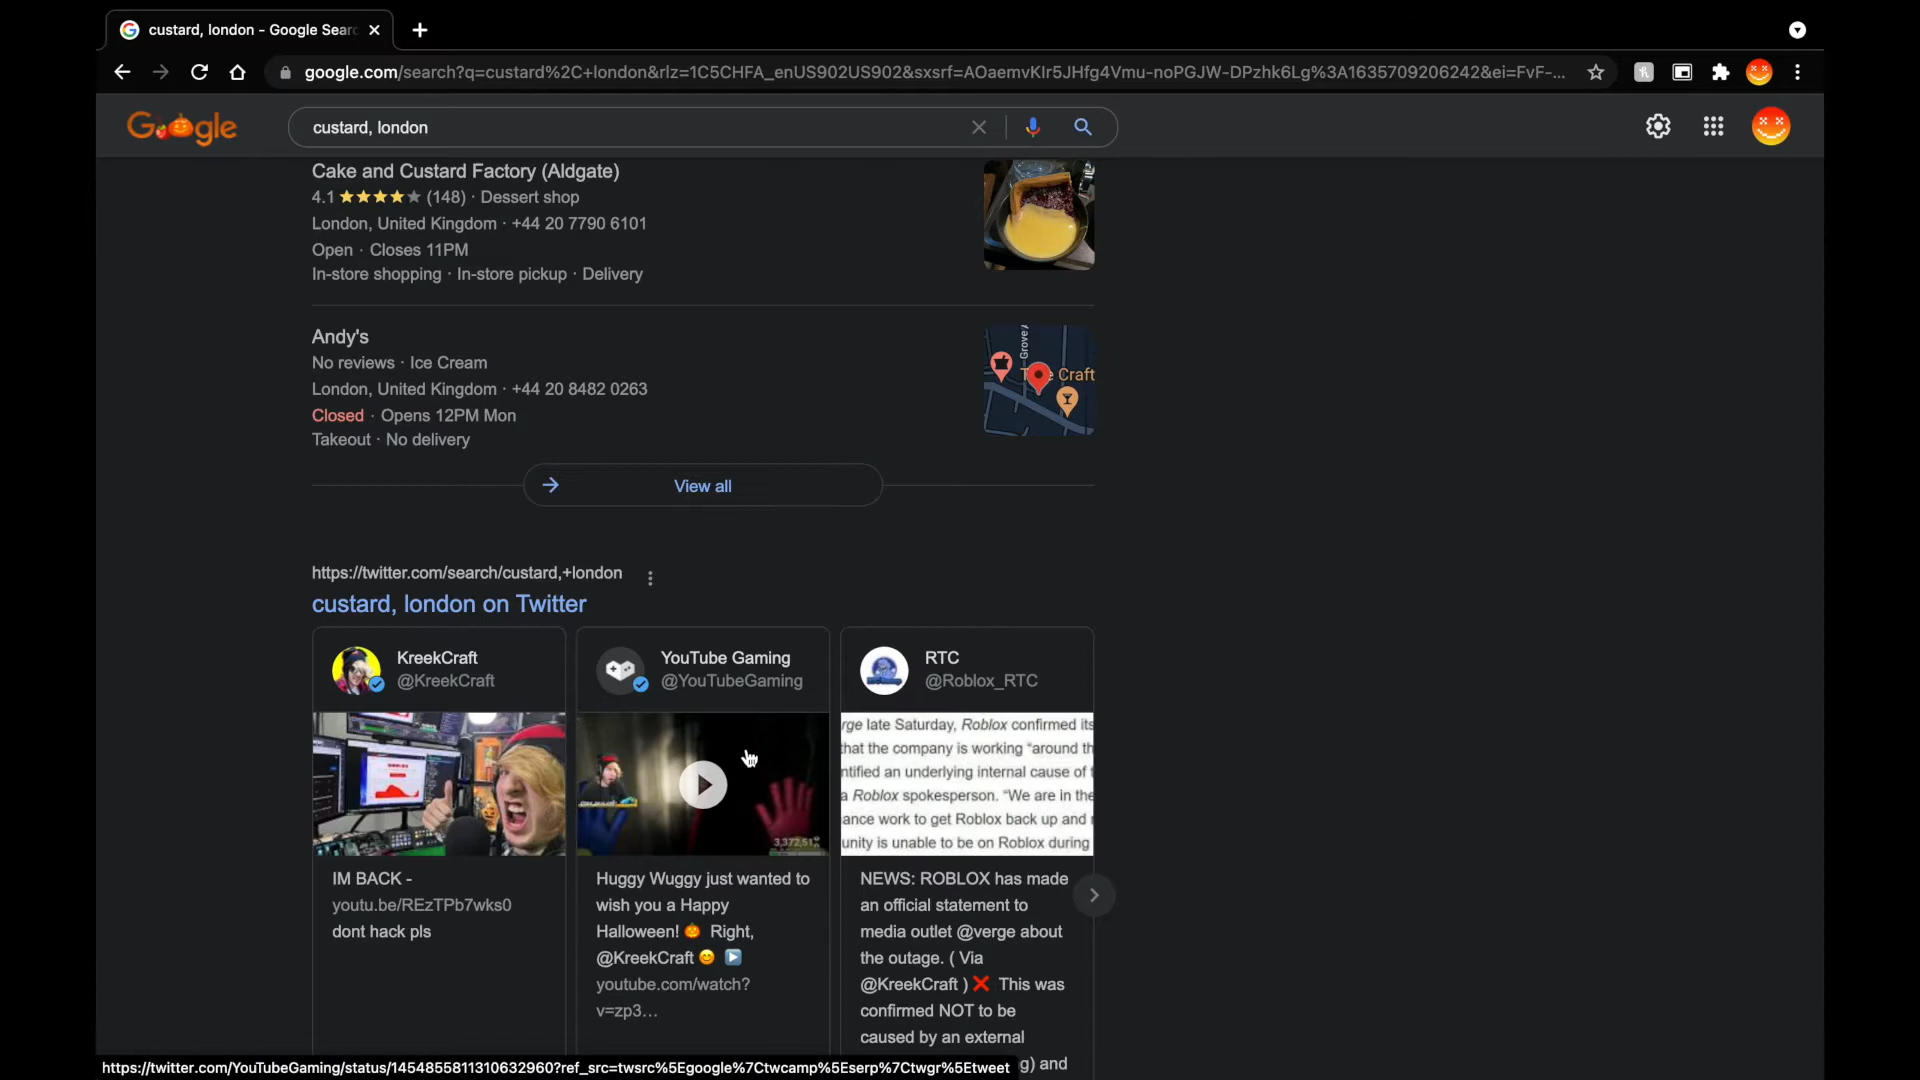 custard, london - Google Sear
google.com/search?q=custard%2C+london&rlz=1C5CHFA_enUS902US902&sxsrf=AOaemvKIr5JHfg4Vmu-noPGJW-DPzhk6Lg%3A1635709206242&ei=FvF-...
Google
custard, london
Cake and Custard Factory (Aldgate)
4.1 ★★★★★ (148) · Dessert shop
London, United Kingdom · +44 20 7790 6101
Open · Closes 11PM
In-store shopping · In-store pickup · Delivery
Andy's
No reviews · Ice Cream
London, United Kingdom · +44 20 8482 0263
Closed · Opens 12PM Mon
Takeout · No delivery
Grove
Craft
View all
https://twitter.com/search/custard,+london
custard, london on Twitter
KreekCraft
@KreekCraft
IM BACK -
youtu.be/REzTPb7wks0
dont hack pls
YouTube Gaming
@YouTubeGaming
Huggy Wuggy just wanted to
wish you a Happy
Halloween! 🎃 Right,
@KreekCraft 😊 ▶️
youtube.com/watch?
v=zp3...
RTC
@Roblox_RTC
rge late Saturday, Roblox confirmed its
that the company is working “around th
ntified an underlying internal cause of
a Roblox spokesperson. “We are in the
ance work to get Roblox back up and
unity is unable to be on Roblox during
NEWS: ROBLOX has made
an official statement to
media outlet @verge about
the outage. ( Via
@KreekCraft ) ❌ This was
confirmed NOT to be
caused by an external
g) and
https://twitter.com/YouTubeGaming/status/1454855811310632960?ref_src=twsrc%5Egoogle%7Ctwcamp%5Eserp%7Ctwgr%5Etweet